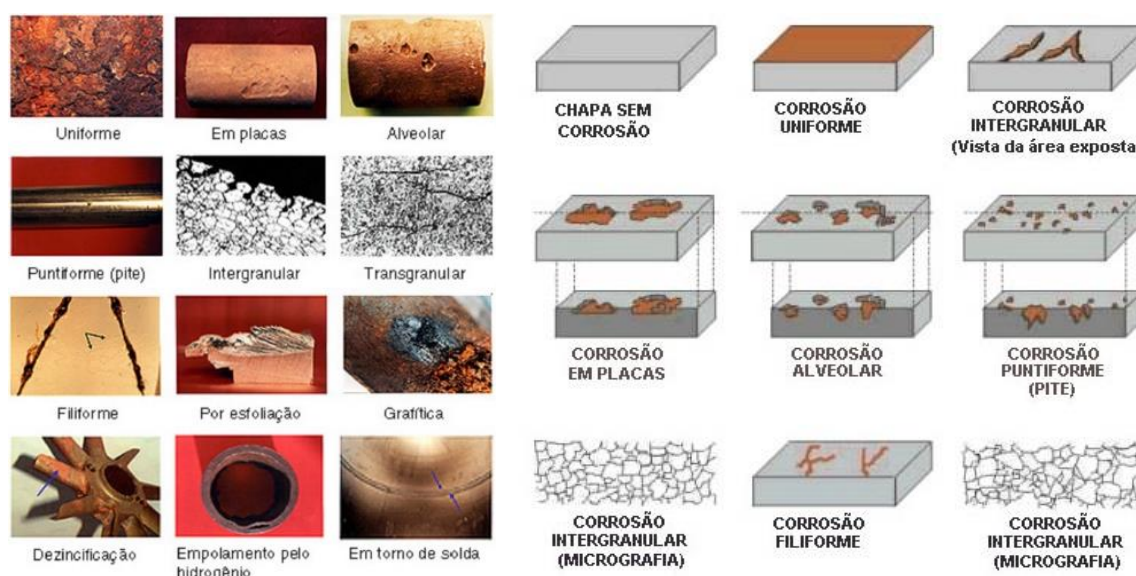 Uniforme
Em placas
Alveolar
Puntiforme (pite)
Intergranular
Transgranular
Filiforme
Por esfoliação
Grafítica
Dezincificação
Empolamento pelo
hidrogênio
Em torno de solda
CHAPA SEM
CORROSÃO
CORROSÃO
UNIFORME
CORROSÃO
INTERGRANULAR
(Vista da área exposta
CORROSÃO
EM PLACAS
CORROSÃO
ALVEOLAR
CORROSÃO
PUNTIFORME
(PITE)
CORROSÃO
INTERGRANULAR
(MICROGRAFIA)
CORROSÃO
FILIFORME
CORROSÃO
INTERGRANULAR
(MICROGRAFIA)